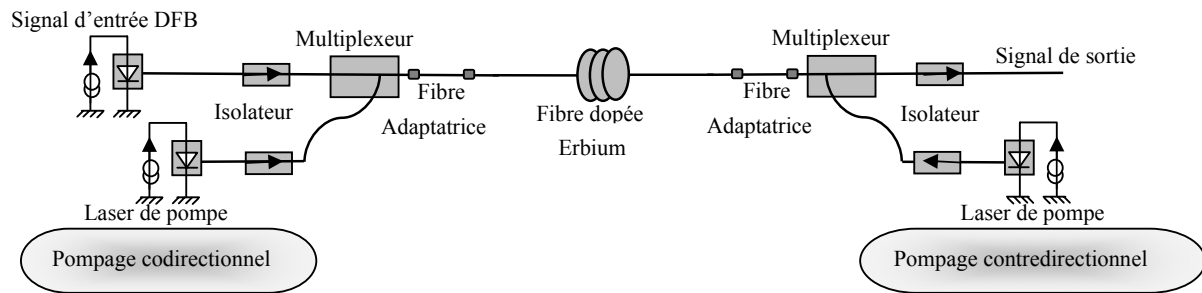 Signal d'entrée DFB
Multiplexeur
Multiplexeur
Signal de sortie
Isolateur
Fibre
Adaptatrice
Fibre dopée
Erbium
Fibre
Adaptatrice
Isolateur
Laser de pompe
Laser de pompe
Pompage codirectionnel
Pompage contredirectionnel